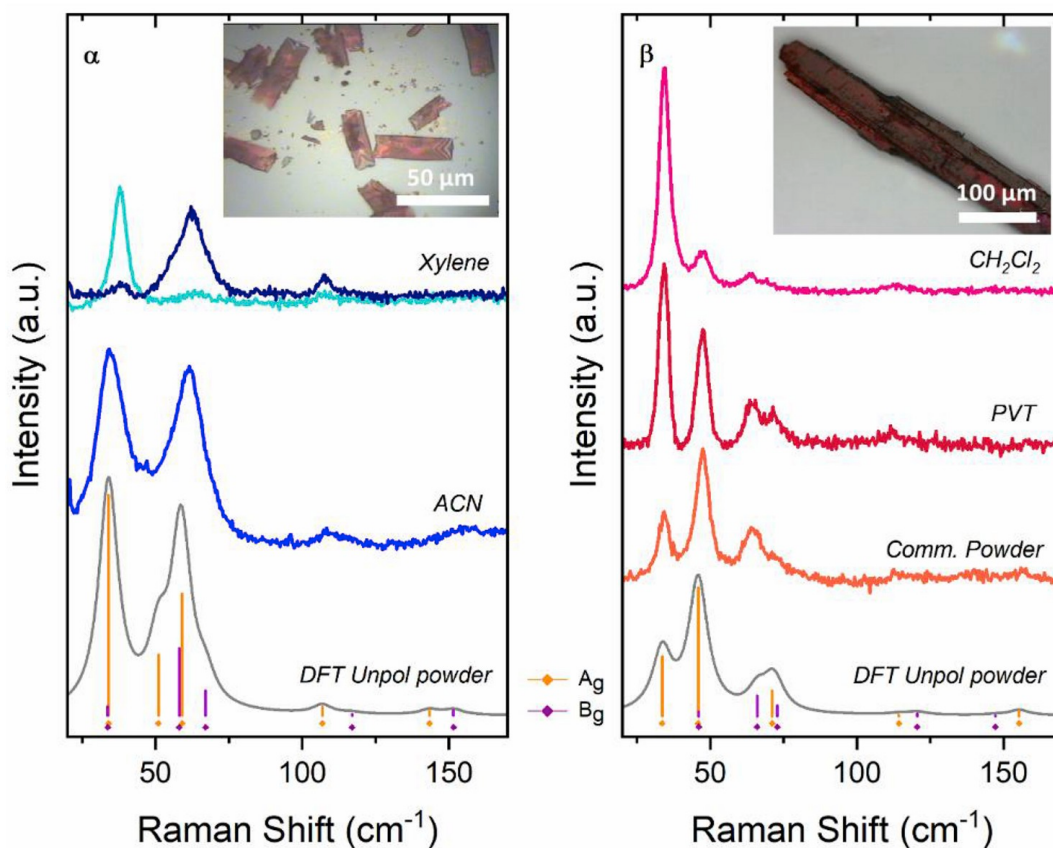 α
50 µm
Xylene
ACN
DFT Unpol powder
Intensity (a.u.)
50
100
150
Raman Shift (cm⁻¹)
Ag
Bg
β
100 µm
CH₂Cl₂
PVT
Comm. Powder
DFT Unpol powder
Intensity (a.u.)
50
100
150
Raman Shift (cm⁻¹)